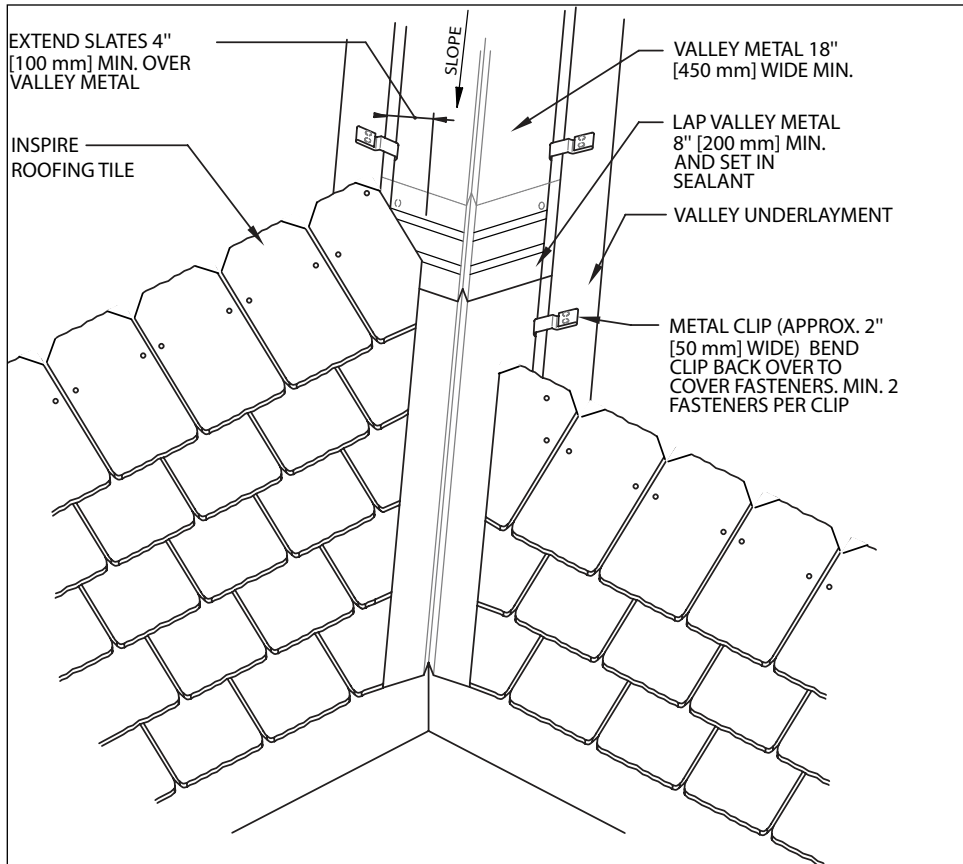 EXTEND SLATES 4"
[100 mm] MIN. OVER
VALLEY METAL
INSPIRE
ROOFING TILE
SLOPE
VALLEY METAL 18"
[450 mm] WIDE MIN.
LAP VALLEY METAL
8" [200 mm] MIN.
AND SET IN
SEALANT
VALLEY UNDERLAYMENT
METAL CLIP (APPROX. 2"
[50 mm] WIDE) BEND
CLIP BACK OVER TO
COVER FASTENERS. MIN. 2
FASTENERS PER CLIP